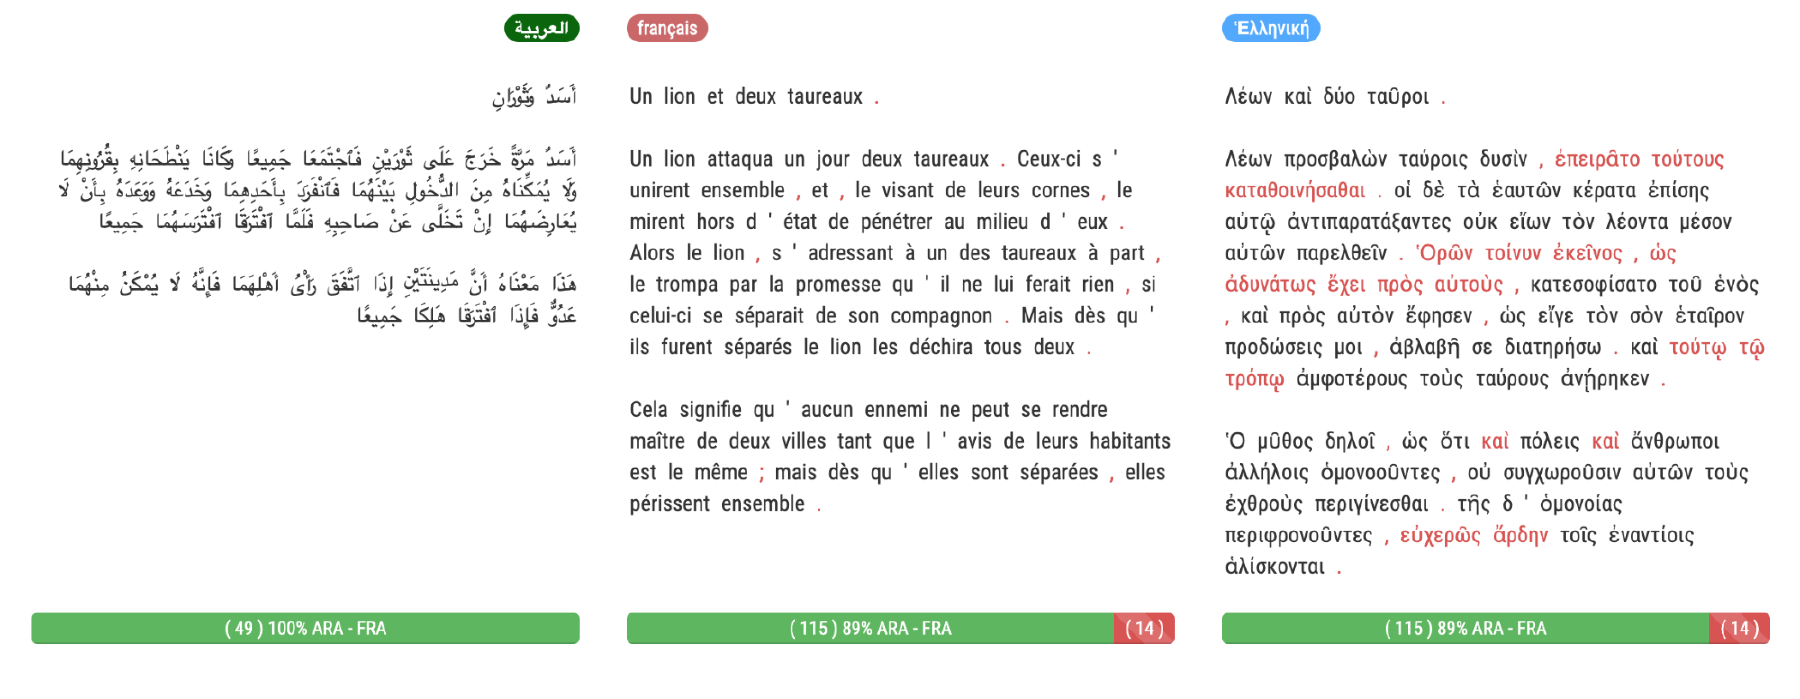 العربية
أَسَدُ وَثَوْرَانِ
أَسَدُ مَرَّةً خَرَجَ عَلَى ثَوْرَيْنِ فَٱجْتَمَعَا جَمِيعًا وَكَانَا يَنْطَحَانِهِ بِقُرُونِهِمَا
وَلَا يُمَكِّنَاهُ مِنَ الدُّخُولِ بَيْنَهُمَا فَٱنْفَرَدَ بِأَحَدِهِمَا وَخَدَعَهُ وَوَعَدَهُ بِأَنْ لَا
يُعَارِضَهُمَا إِنْ تَخَلَّى عَنْ صَاحِبِهِ فَلَمَّا ٱفْتَرَقَا ٱفْتَرَسَهُمَا جَمِيعًا
هَذَا مَعْنَاهُ أَنَّ مَدِينَتَيْنِ إِذَا ٱتَّفَقَ رَأْىُ أَهْلِهَمَا فَإِنَّهُ لَا يُمْكَنُ مِنْهُمَا
عَدُوٌّ فَإِذَا ٱفْتَرَقَا هَلِكَا جَمِيعًا
( 49 ) 100% ARA - FRA
français
Un lion et deux taureaux .
Un lion attaqua un jour deux taureaux . Ceux-ci s '
unirent ensemble , et , le visant de leurs cornes , le
mirent hors d ' état de pénétrer au milieu d ' eux .
Alors le lion , s ' adressant à un des taureaux à part ,
le trompa par la promesse qu ' il ne lui ferait rien , si
celui-ci se séparait de son compagnon . Mais dès qu '
ils furent séparés le lion les déchira tous deux .
Cela signifie qu ' aucun ennemi ne peut se rendre
maître de deux villes tant que l ' avis de leurs habitants
est le même ; mais dès qu ' elles sont séparées , elles
périssent ensemble .
( 115 ) 89% ARA - FRA
( 14 )
Ἑλληνική
Λέων καὶ δύο ταῦροι .
Λέων προσβαλὼν ταύροις δυσὶν , ἐπειρᾶτο τούτους
καταθοινήσαθαι . οἱ δὲ τὰ ἑαυτῶν κέρατα ἐπίσης
αὐτῷ ἀντιπαρατάξαντες οὐκ εἴων τὸν λέοντα μέσον
αὐτῶν παρελθεῖν . Ὁρῶν τοίνυν ἐκεῖνος , ὡς
ἀδυνάτως ἔχει πρὸς αὐτοὺς , κατεσοφίσατο τοῦ ἑνὸς
, καὶ πρὸς αὐτὸν ἔφησεν , ὡς εἴγε τὸν σὸν ἑταῖρον
προδώσεις μοι , ἀβλαβῆ σε διατηρήσω . καὶ τούτῳ τῷ
τρόπῳ ἀμφοτέρους τοὺς ταύρους ἀνῄρηκεν .
Ὁ μῦθος δηλοῖ , ὡς ὅτι καὶ πόλεις καὶ ἄνθρωποι
ἀλλήλοις ὁμονοοῦντες , οὐ συγχωροῦσιν αὐτῶν τοὺς
ἐχθροὺς περιγίνεσθαι . τῆς δ ' ὁμονοίας
περιφρονοῦντες , εὐχερῶς ἄρδην τοῖς ἐναντίοις
ἁλίσκονται .
( 115 ) 89% ARA - FRA
( 14 )